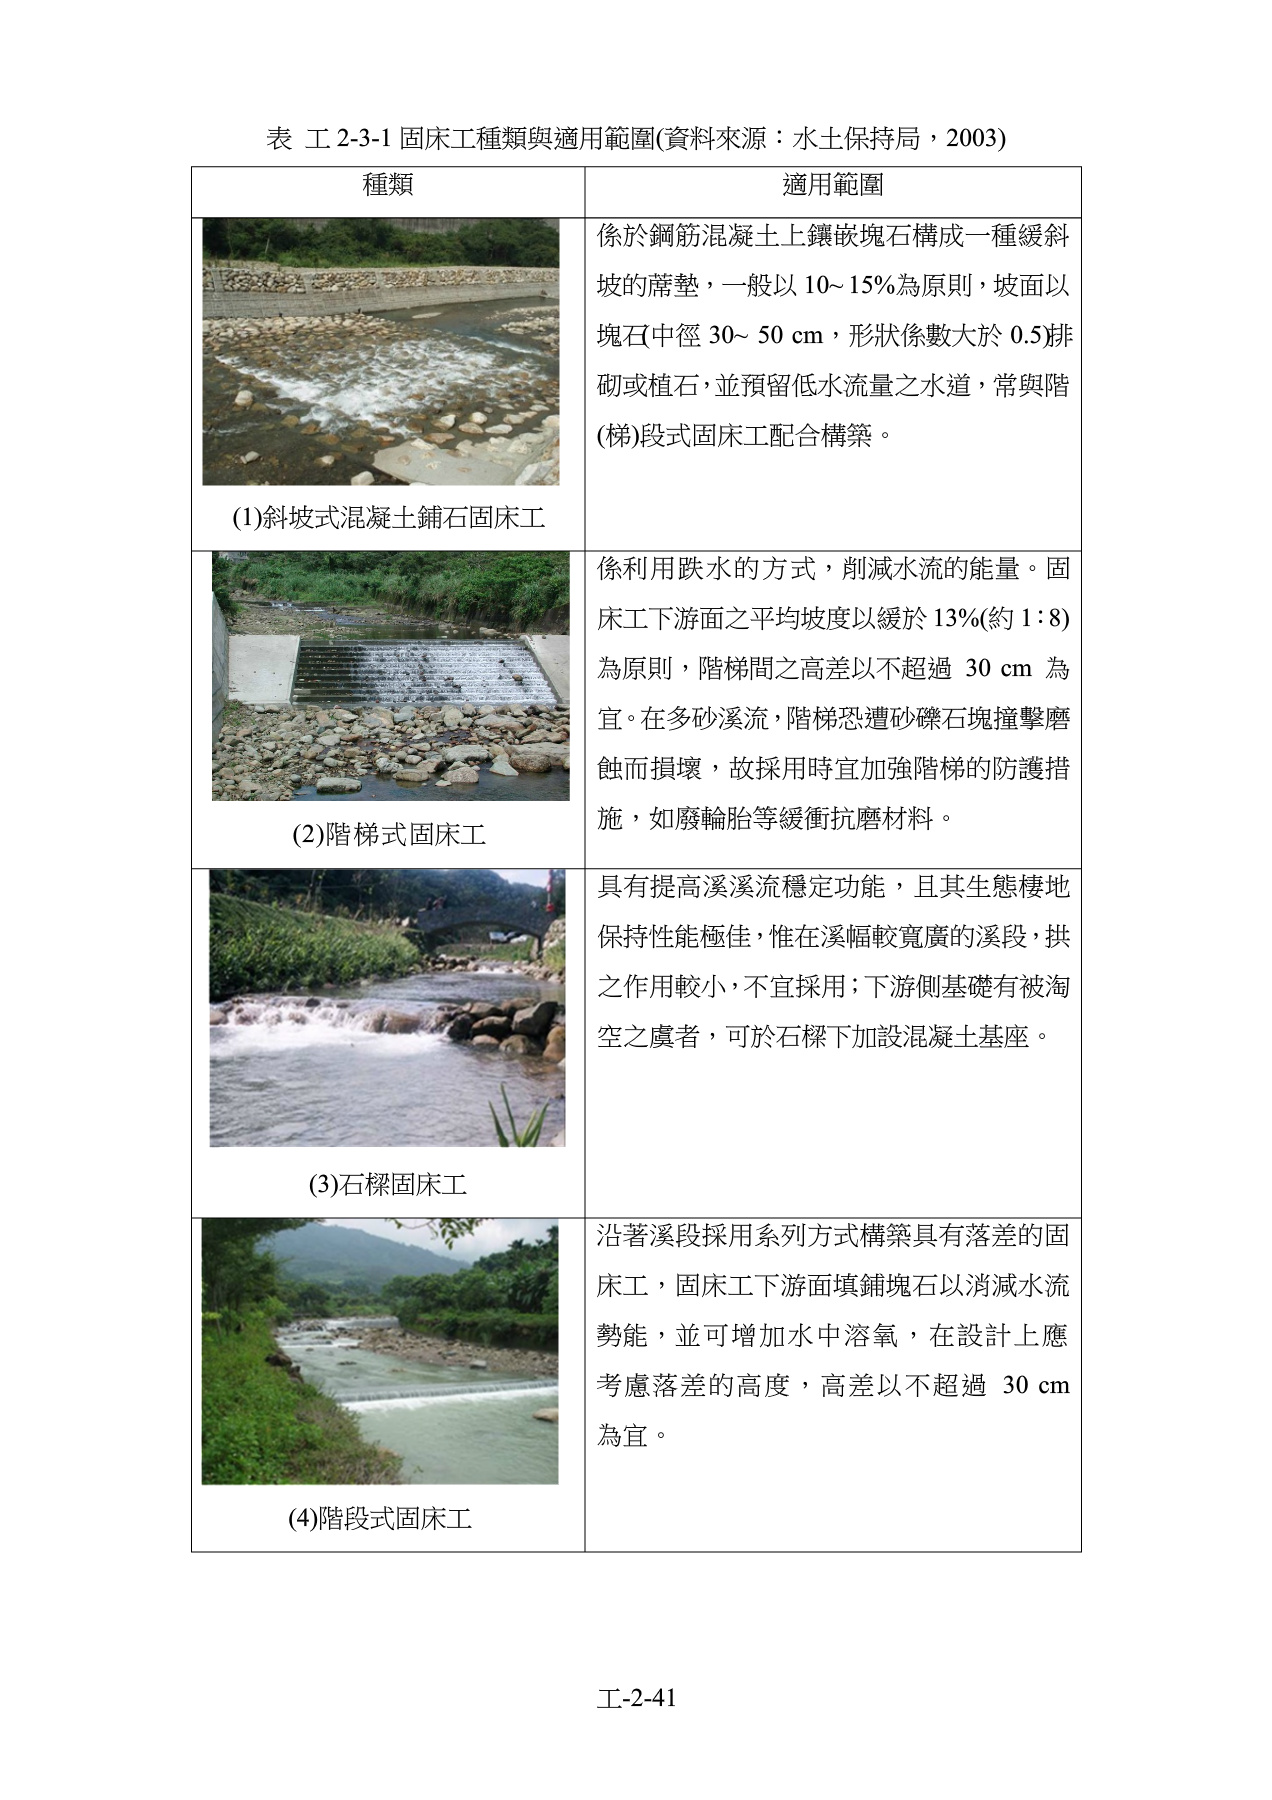 表 工 2-3-1 固床工種類與適用範圍(資料來源：水土保持局，2003)
種類
適用範圍
係於鋼筋混凝土上鑲嵌塊石構成一種緩斜
坡的蓆墊，一般以 10~ 15%為原則，坡面以
塊石(中徑 30~ 50 cm，形狀係數大於 0.5)排
砌或植石，並預留低水流量之水道，常與階
(梯)段式固床工配合構築。
(1)斜坡式混凝土鋪石固床工
係利用跌水的方式，削減水流的能量。固
床工下游面之平均坡度以緩於 13%(約 1：8)
為原則，階梯間之高差以不超過 30 cm 為
宜。在多砂溪流，階梯恐遭砂礫石塊撞擊磨
蝕而損壞，故採用時宜加強階梯的防護措
施，如廢輪胎等緩衝抗磨材料。
(2)階梯式固床工
具有提高溪溪流穩定功能，且其生態棲地
保持性能極佳，惟在溪幅較寬廣的溪段，拱
之作用較小，不宜採用；下游側基礎有被淘
空之虞者，可於石樑下加設混凝土基座。
(3)石樑固床工
沿著溪段採用系列方式構築具有落差的固
床工，固床工下游面填鋪塊石以消減水流
勢能，並可增加水中溶氧，在設計上應
考慮落差的高度，高差以不超過 30 cm
為宜。
(4)階段式固床工
工-2-41